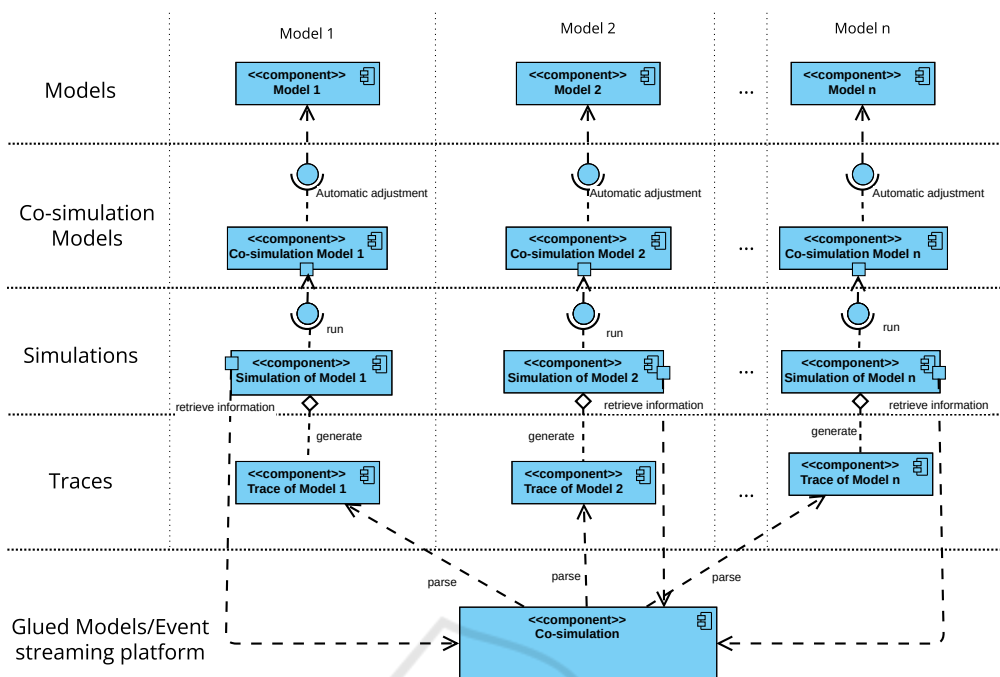 Model 1
Model 2
Model n
Models
<<component>>
Model 1
<<component>>
Model 2
...
<<component>>
Model n
Automatic adjustment
Automatic adjustment
Automatic adjustment
Co-simulation
Models
<<component>>
Co-simulation Model 1
<<component>>
Co-simulation Model 2
...
<<component>>
Co-simulation Model n
run
run
run
Simulations
<<component>>
Simulation of Model 1
<<component>>
Simulation of Model 2
...
<<component>>
Simulation of Model n
retrieve information
retrieve information
retrieve information
generate
generate
generate
Traces
<<component>>
Trace of Model 1
<<component>>
Trace of Model 2
...
<<component>>
Trace of Model n
parse
parse
parse
Glued Models/Event
streaming platform
<<component>>
Co-simulation